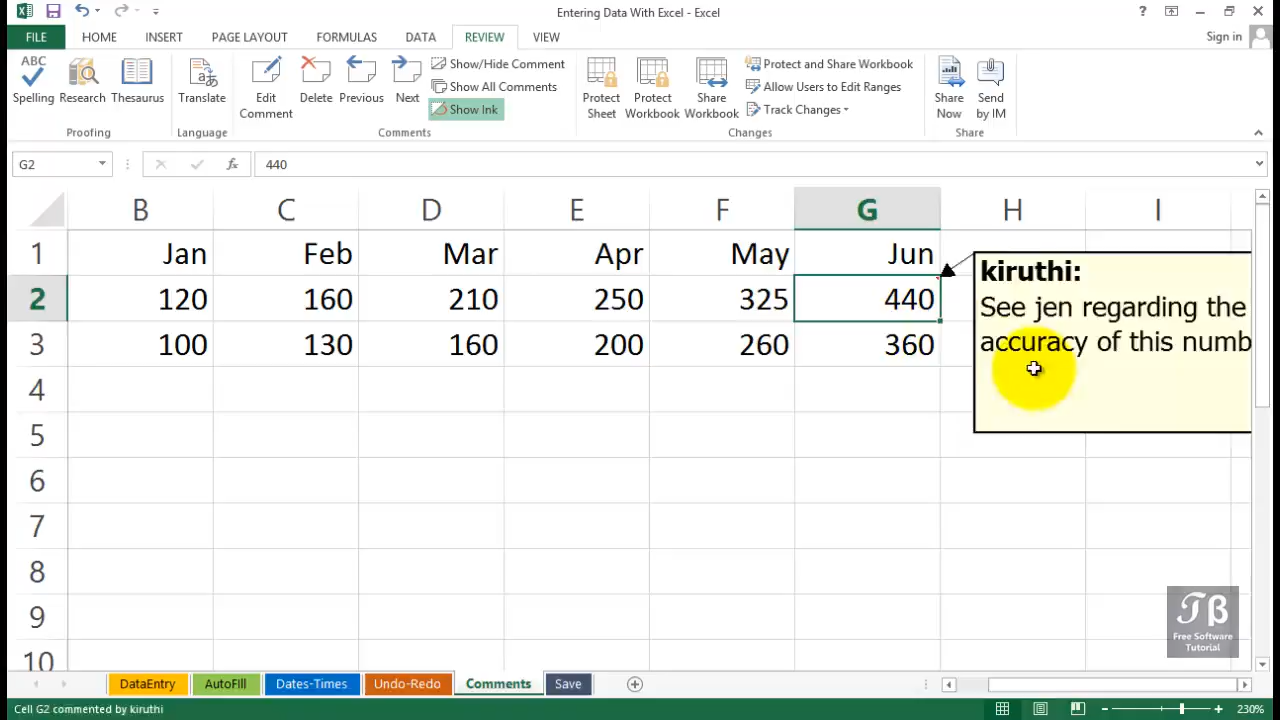 Entering Data With Excel - Excel
FILE HOME INSERT PAGE LAYOUT FORMULAS DATA REVIEW VIEW Sign in
ABC
Spelling Research Thesaurus Translate Edit Comment Delete Previous Next
Show/Hide Comment
Show All Comments
Show Ink
Protect Sheet Protect Workbook Share Workbook
Protect and Share Workbook
Allow Users to Edit Ranges
Track Changes
Share Now Send by IM
Proofing Language Comments Changes Share
G2 fx 440
B C D E F G H I
1 Jan Feb Mar Apr May Jun
2 120 160 210 250 325 440
3 100 130 160 200 260 360
kiruthi:
See jen regarding the
accuracy of this numb
4
5
6
7
8
9
10
Tβ
Free Software
Tutorial
DataEntry AutoFill Dates-Times Undo-Redo Comments Save
Cell G2 commented by kiruthi 230%